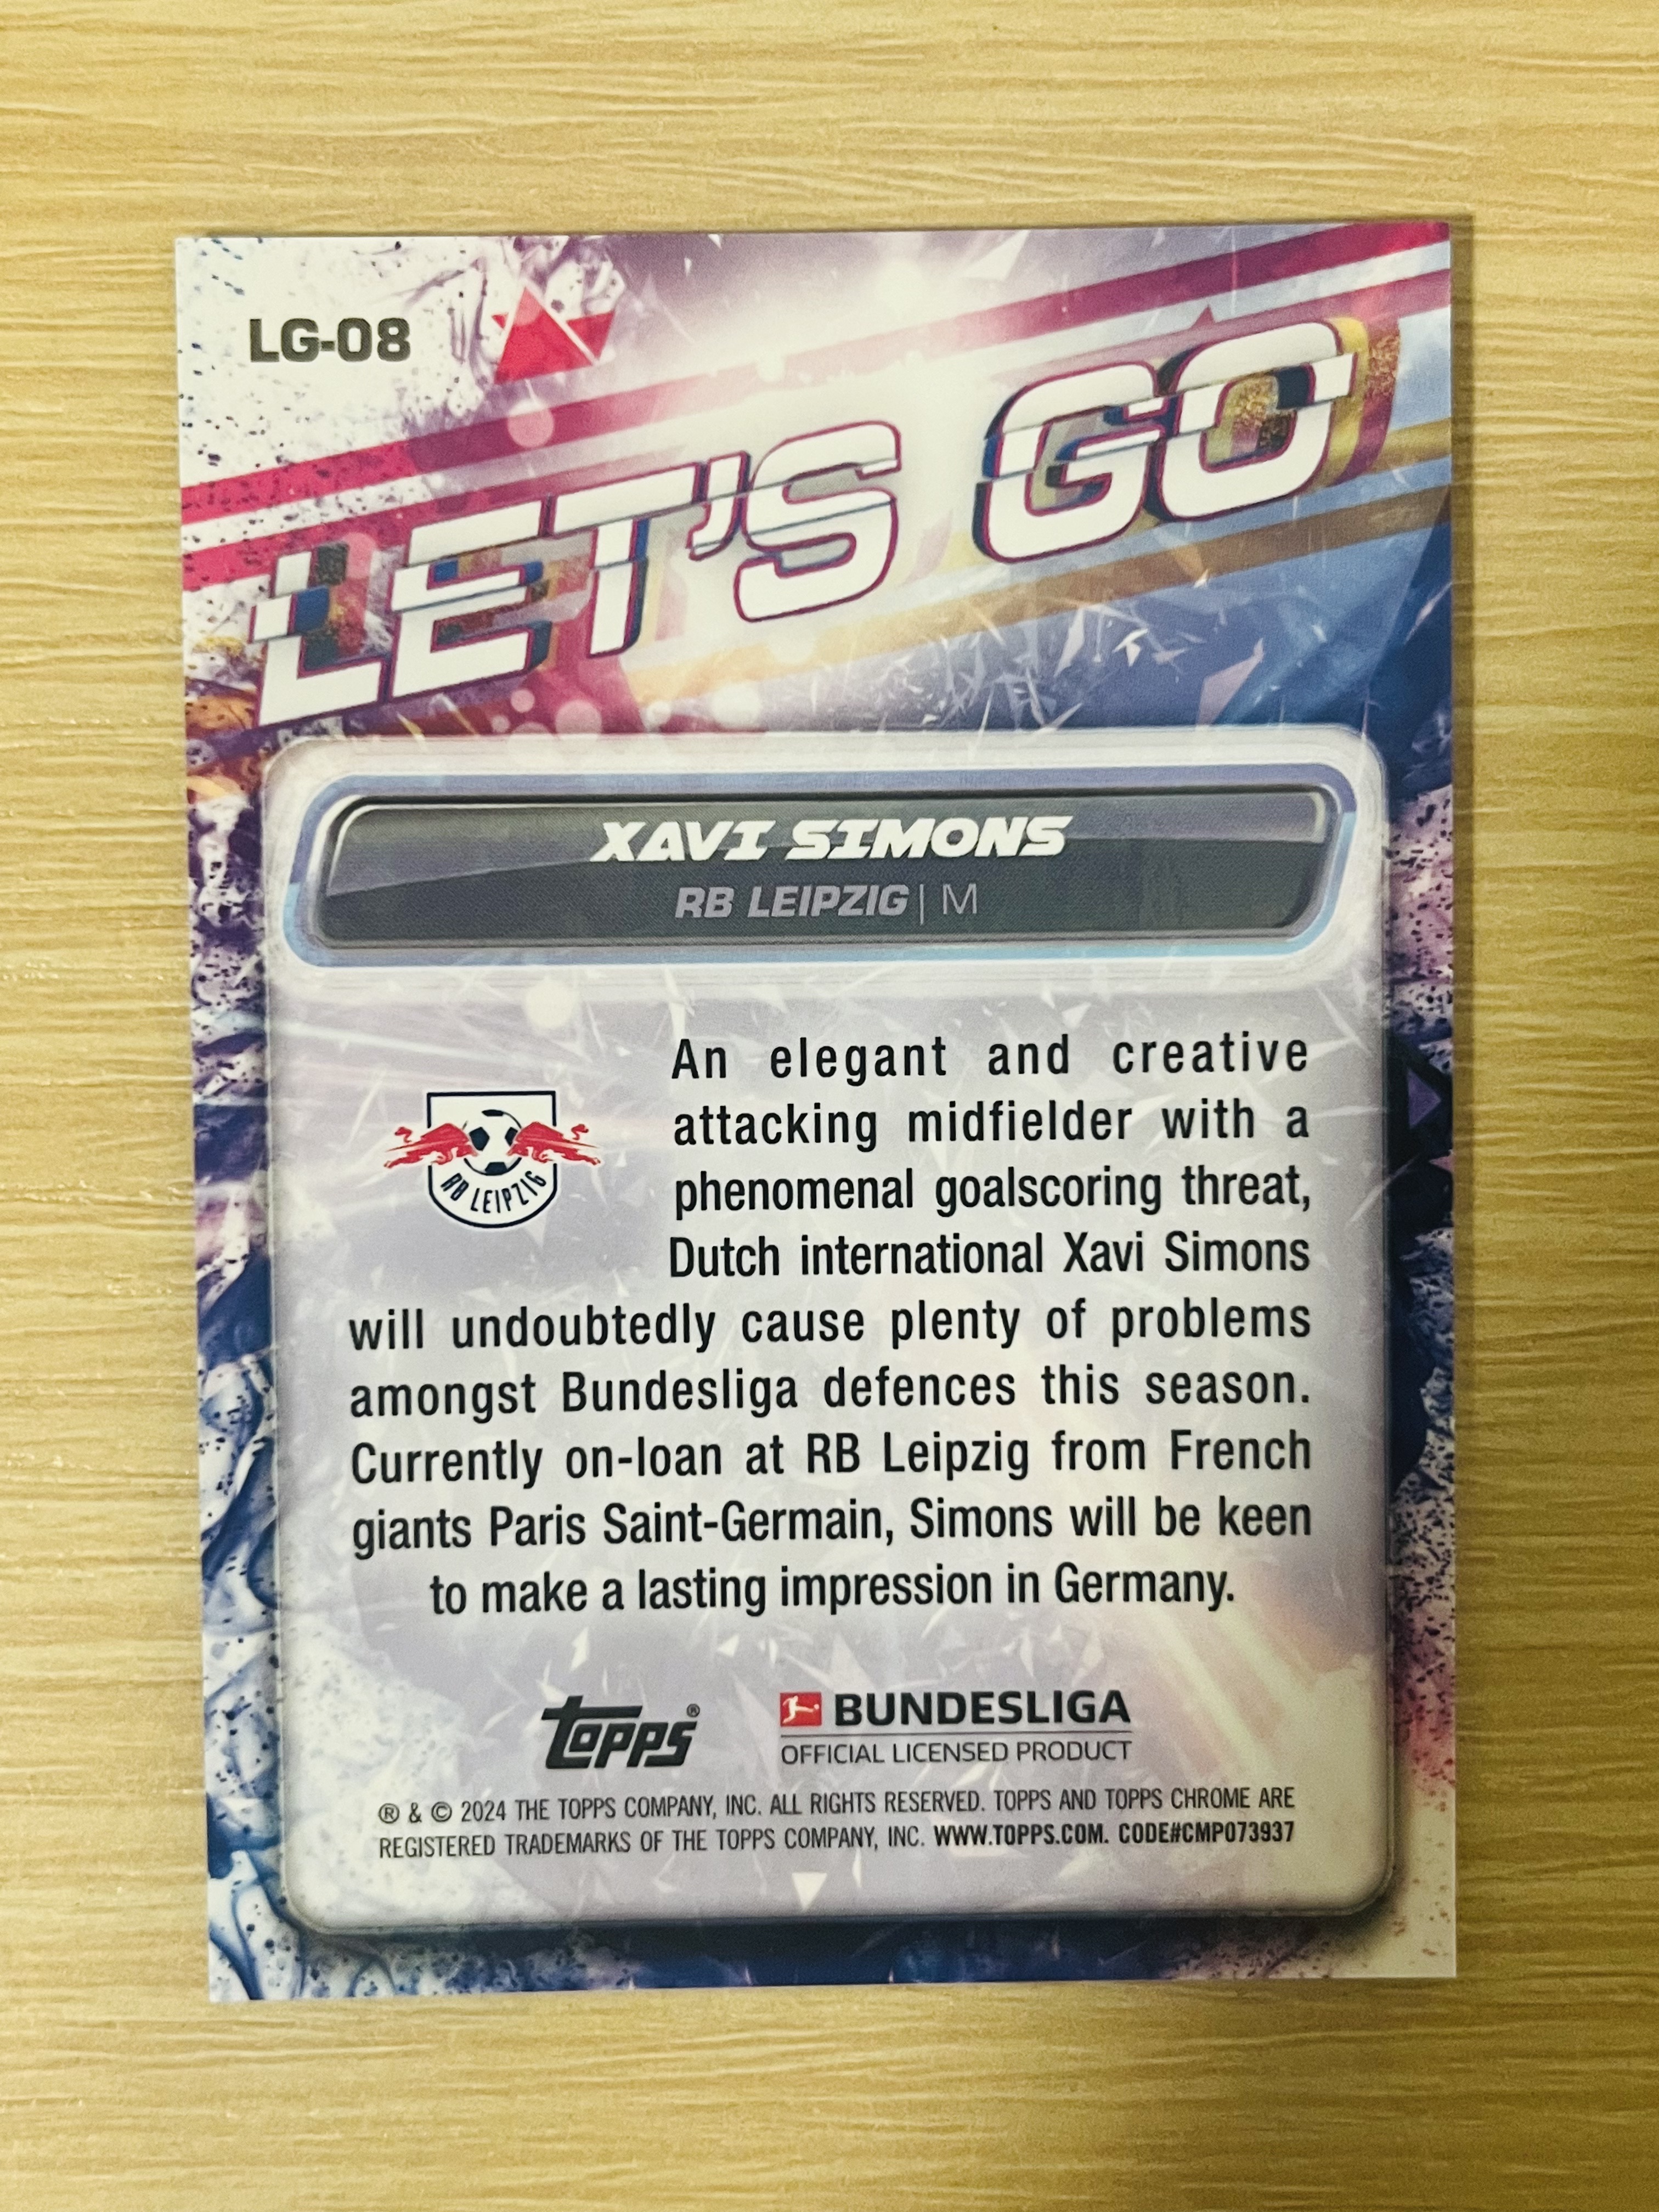 LG-08
LET'S GO
XAVI SIMONS
RB LEIPZIG | M
An elegant and creative
attacking midfielder with a
phenomenal goalscoring threat,
RB LEIPZIG
Dutch international Xavi Simons
will undoubtedly cause plenty of problems
amongst Bundesliga defences this season.
Currently on-loan at RB Leipzig from French
giants Paris Saint-Germain, Simons will be keen
to make a lasting impression in Germany.
topps®
BUNDESLIGA
OFFICIAL LICENSED PRODUCT
® & © 2024 THE TOPPS COMPANY, INC. ALL RIGHTS RESERVED. TOPPS AND TOPPS CHROME ARE
REGISTERED TRADEMARKS OF THE TOPPS COMPANY, INC. WWW.TOPPS.COM. CODE#CMP073937